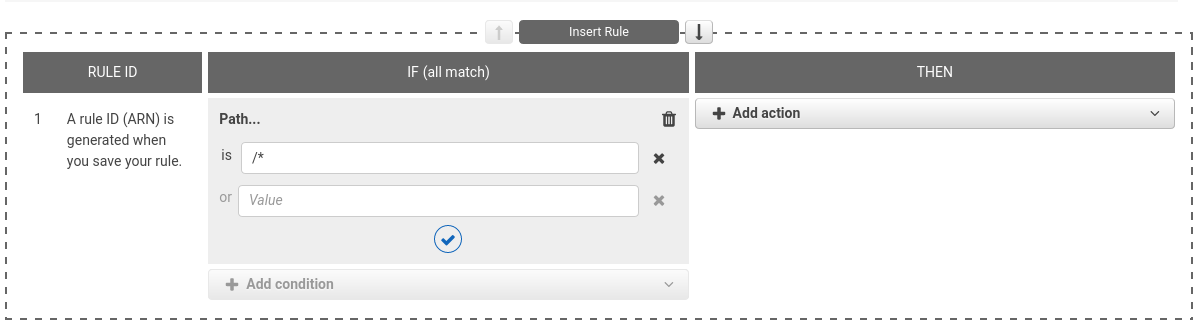 Insert Rule
RULE ID
IF (all match)
THEN
1
A rule ID (ARN) is
generated when
you save your rule.
Path...
is
/*
or
Value
Add condition
Add action